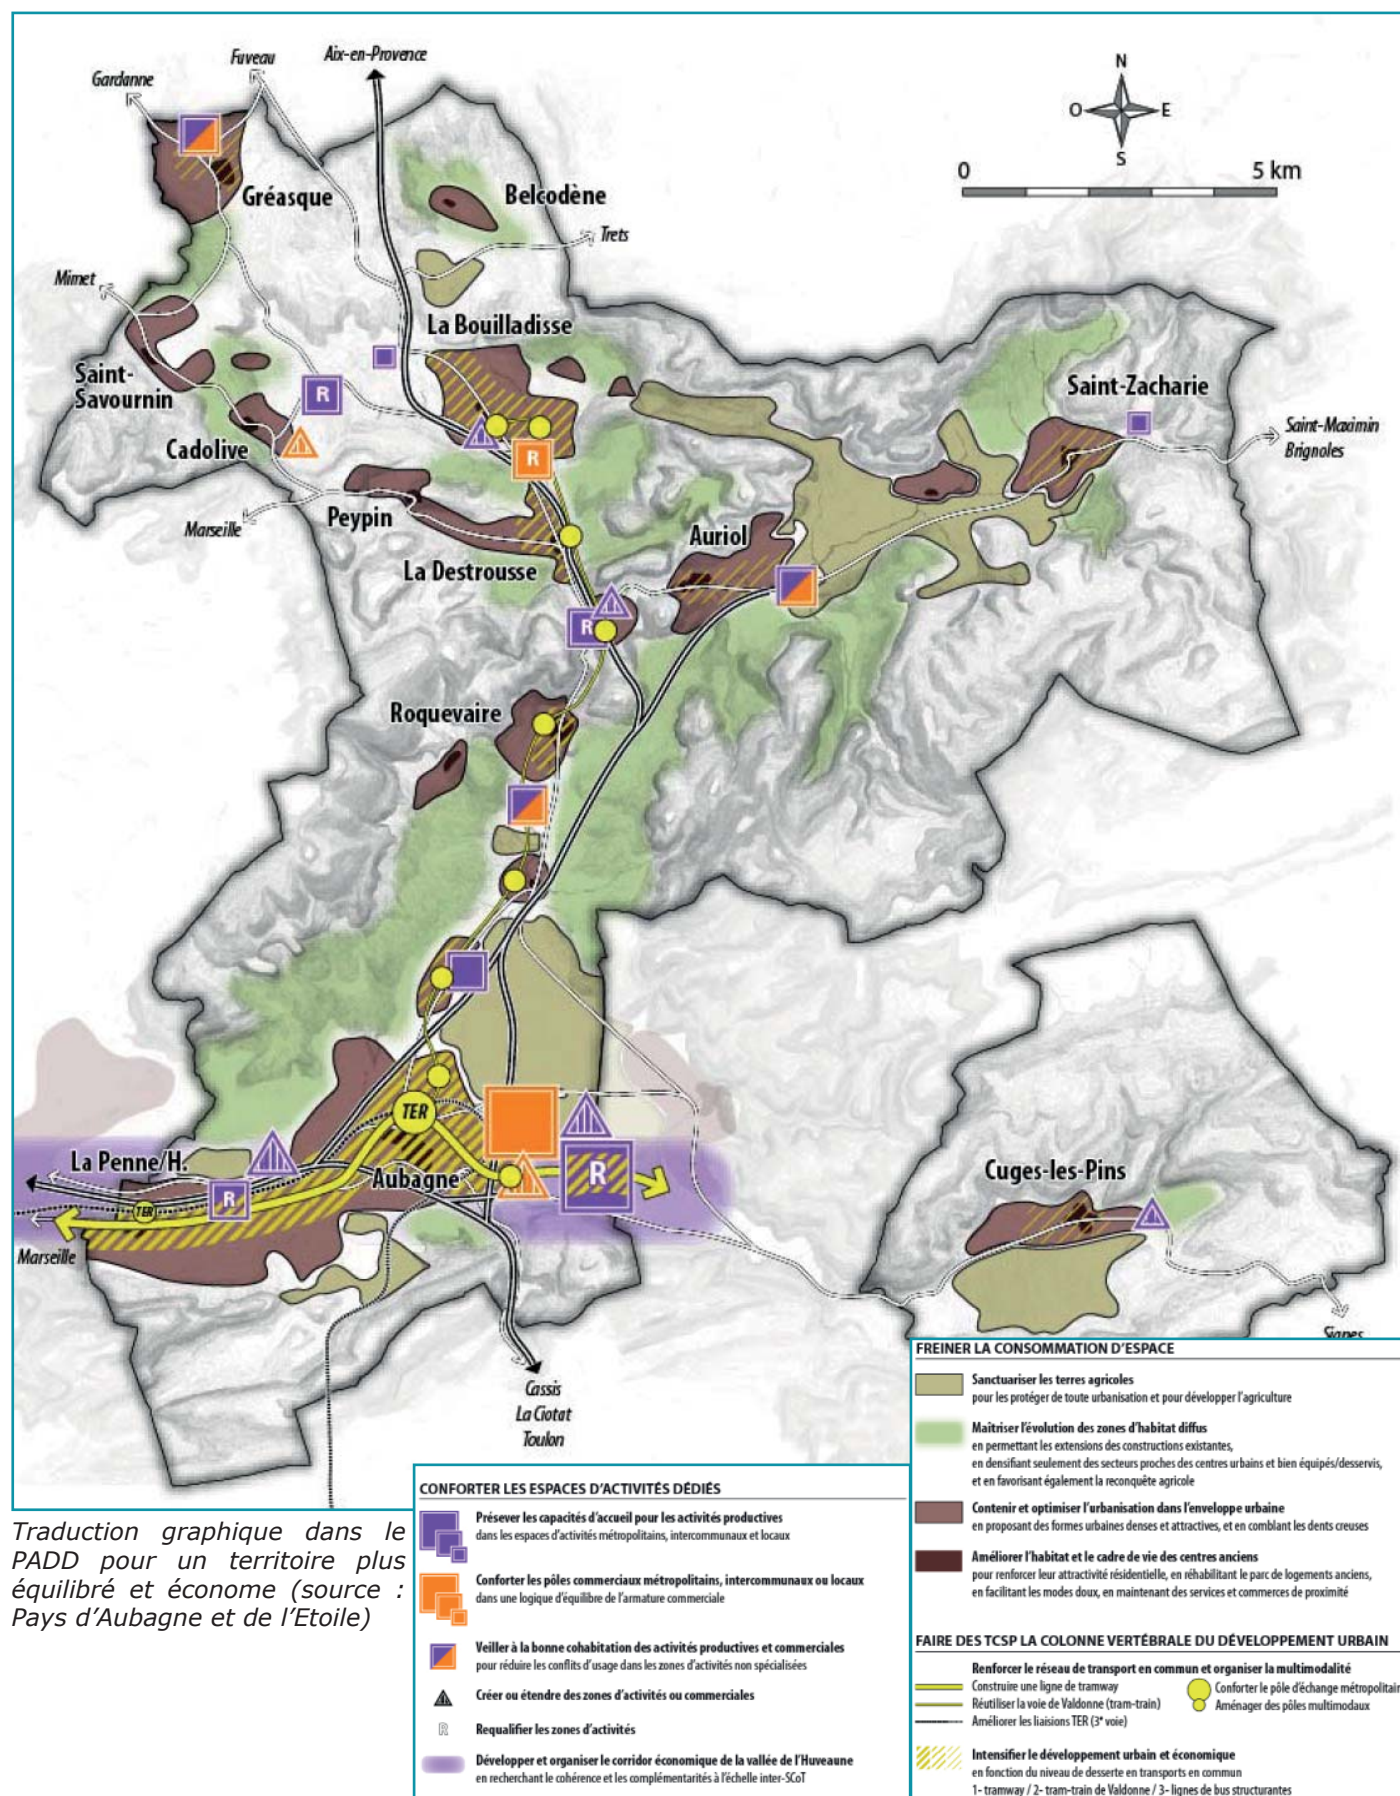 Gardanne
Fuveau
Aix-en-Provence
N
O
E
S
0
5 km
Gréasque
Belcodène
Trets
Mimet
La Bouilladisse
Saint-
Savournin
R
Cadolive
Saint-Zacharie
Saint-Maximin
Brignoles
R
Marseille
Peypin
Auriol
La Destrousse
R
Roquevaire
TER
La Penne/H.
Aubagne
R
R
TER
Marseille
Cuges-les-Pins
Signes
Cassis
La Ciotat
Toulon
Traduction graphique dans le
PADD pour un territoire plus
équilibré et économe (source :
Pays d'Aubagne et de l'Etoile)
CONFORTER LES ESPACES D'ACTIVITÉS DÉDIÉS
Présever les capacités d'accueil pour les activités productives
dans les espaces d'activités métropolitains, intercommunaux et locaux
Conforter les pôles commerciaux métropolitains, intercommunaux ou locaux
dans une logique d'équilibre de l'armature commerciale
Veiller à la bonne cohabitation des activités productives et commerciales
pour réduire les conflits d'usage dans les zones d'activités non spécialisées
Créer ou étendre des zones d'activités ou commerciales
R Requalifier les zones d'activités
Développer et organiser le corridor économique de la vallée de l'Huveaune
en recherchant le cohérence et les complémentarités à l'échelle inter-SCoT
FREINER LA CONSOMMATION D'ESPACE
Sanctuariser les terres agricoles
pour les protéger de toute urbanisation et pour développer l'agriculture
Maîtriser l'évolution des zones d'habitat diffus
en permettant les extensions des constructions existantes,
en densifiant seulement des secteurs proches des centres urbains et bien équipés/desservis,
et en favorisant également la reconquête agricole
Contenir et optimiser l'urbanisation dans l'enveloppe urbaine
en proposant des formes urbaines denses et attractives, et en comblant les dents creuses
Améliorer l'habitat et le cadre de vie des centres anciens
pour renforcer leur attractivité résidentielle, en réhabilitant le parc de logements anciens,
en facilitant les modes doux, en maintenant des services et commerces de proximité
FAIRE DES TCSP LA COLONNE VERTÉBRALE DU DÉVELOPPEMENT URBAIN
Renforcer le réseau de transport en commun et organiser la multimodalité
Construire une ligne de tramway
Conforter le pôle d'échange métropolitain
Réutiliser la voie de Valdonne (tram-train)
Aménager des pôles multimodaux
Améliorer les liaisons TER (3e voie)
Intensifier le développement urbain et économique
en fonction du niveau de desserte en transports en commun
1- tramway / 2- tram-train de Valdonne / 3- lignes de bus structurantes